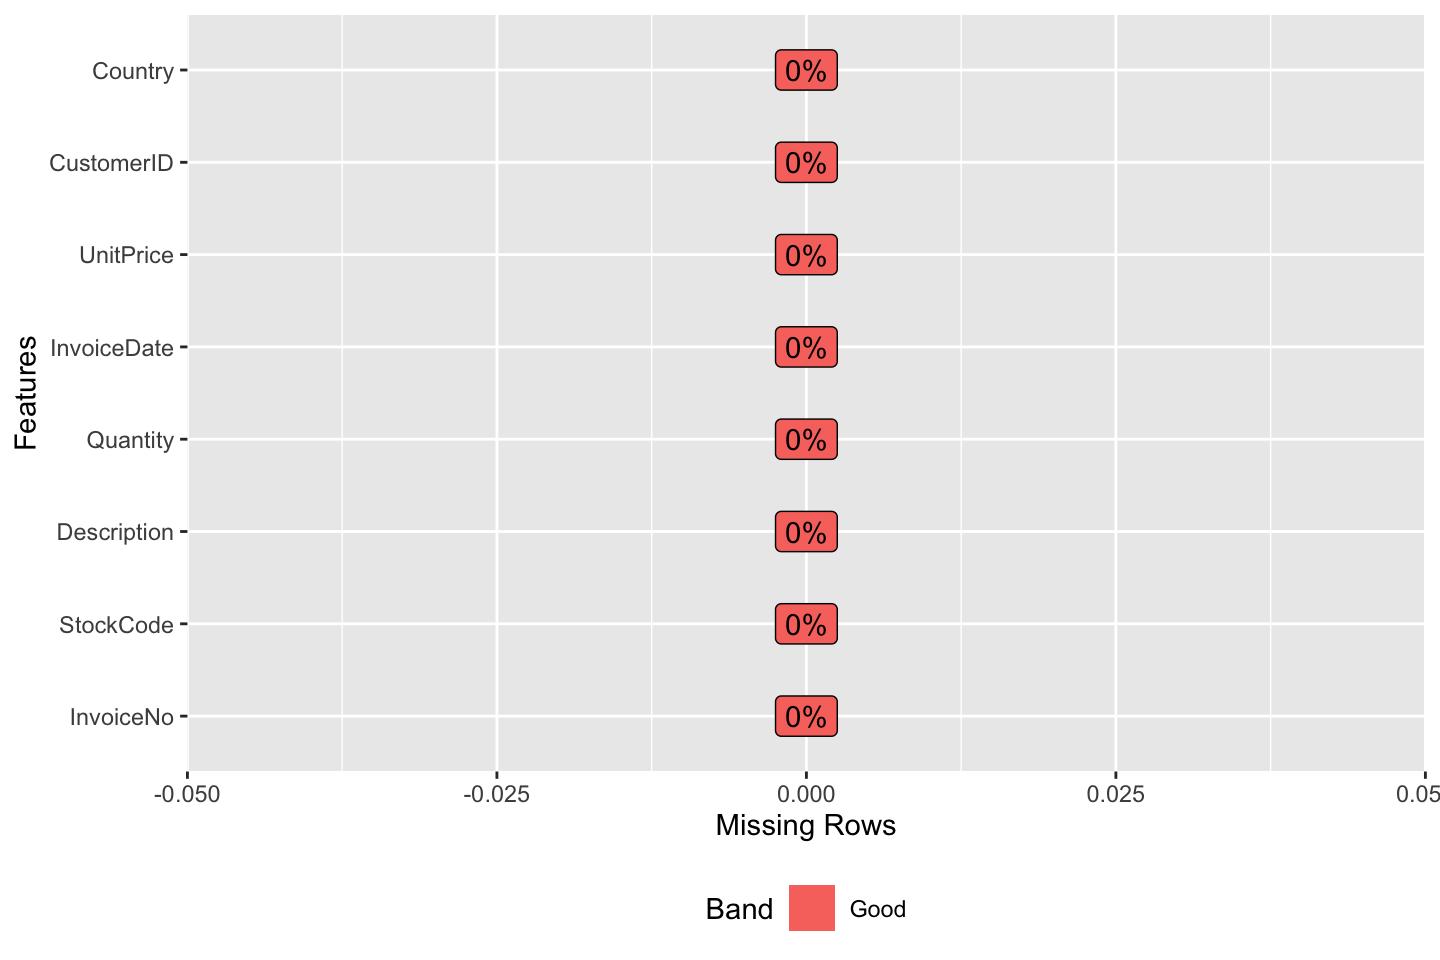 Country 0%
CustomerID 0%
UnitPrice 0%
InvoiceDate 0%
Features
Quantity 0%
Description 0%
StockCode 0%
InvoiceNo 0%
-0.050 -0.025 0.000 0.025 0.05
Missing Rows
Band Good